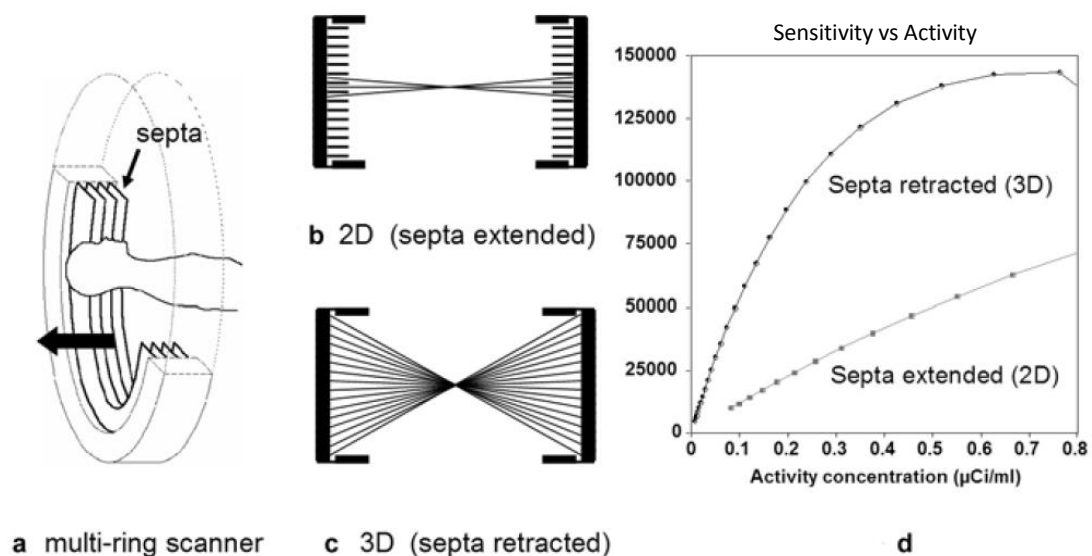 septa
a multi-ring scanner
b 2D (septa extended)
c 3D (septa retracted)
Sensitivity vs Activity
150000
125000
100000
75000
50000
25000
0
Septa retracted (3D)
Septa extended (2D)
0 0.1 0.2 0.3 0.4 0.5 0.6 0.7 0.8
Activity concentration (µCi/ml)
d